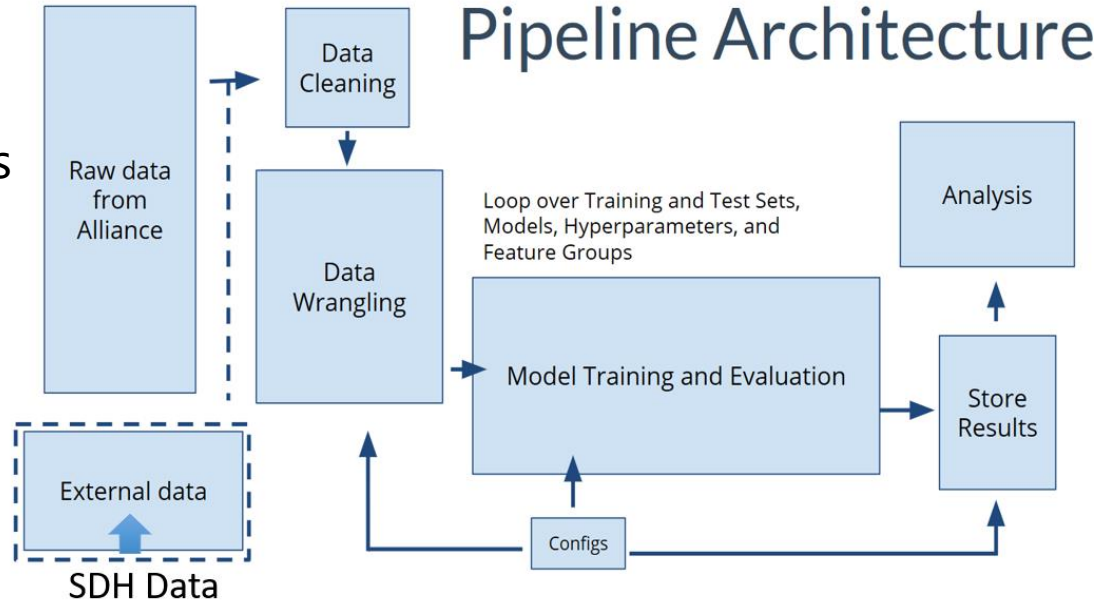 Pipeline Architecture
s
Raw data
from
Alliance
Data
Cleaning
Data
Wrangling
Loop over Training and Test Sets,
Models, Hyperparameters, and
Feature Groups
Model Training and Evaluation
Analysis
Store
Results
External data
SDH Data
Configs